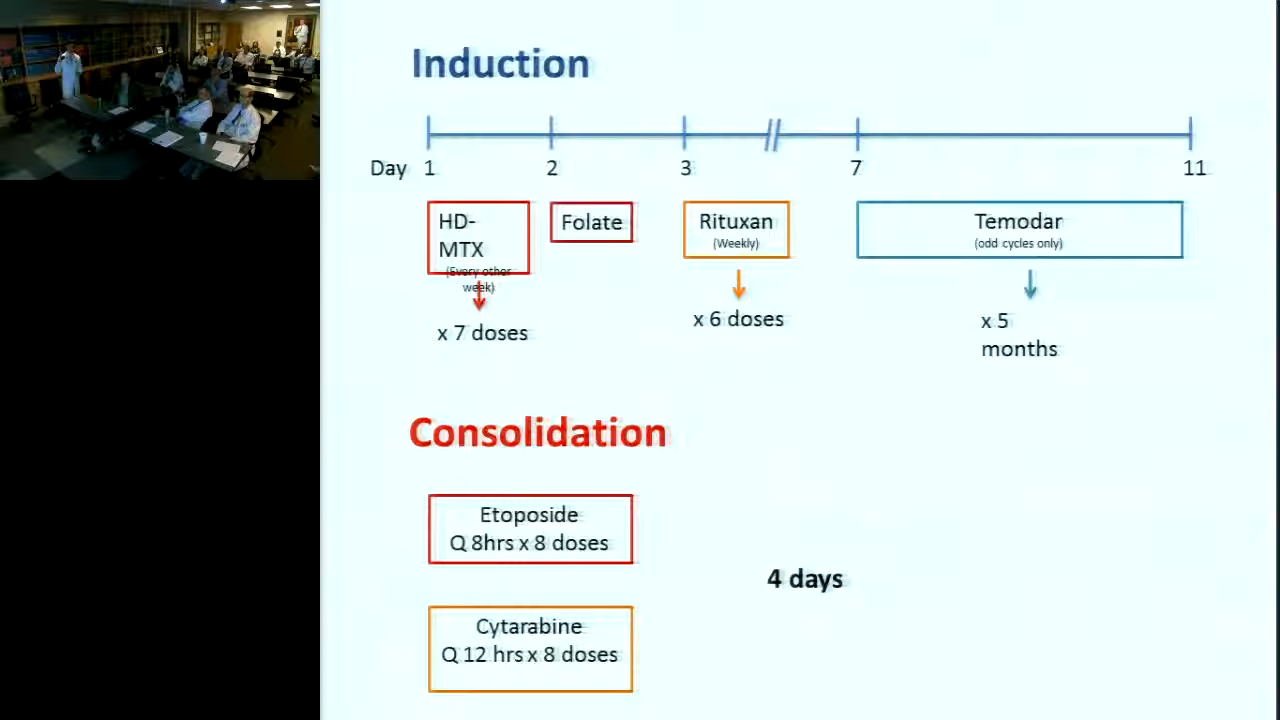 Induction
Day 1 2 3 7 11
HD-
MTX
(Every other
week)
x 7 doses
Folate
Rituxan
(Weekly)
x 6 doses
Temodar
(odd cycles only)
x 5
months
Consolidation
Etoposide
Q 8hrs x 8 doses
4 days
Cytarabine
Q 12 hrs x 8 doses